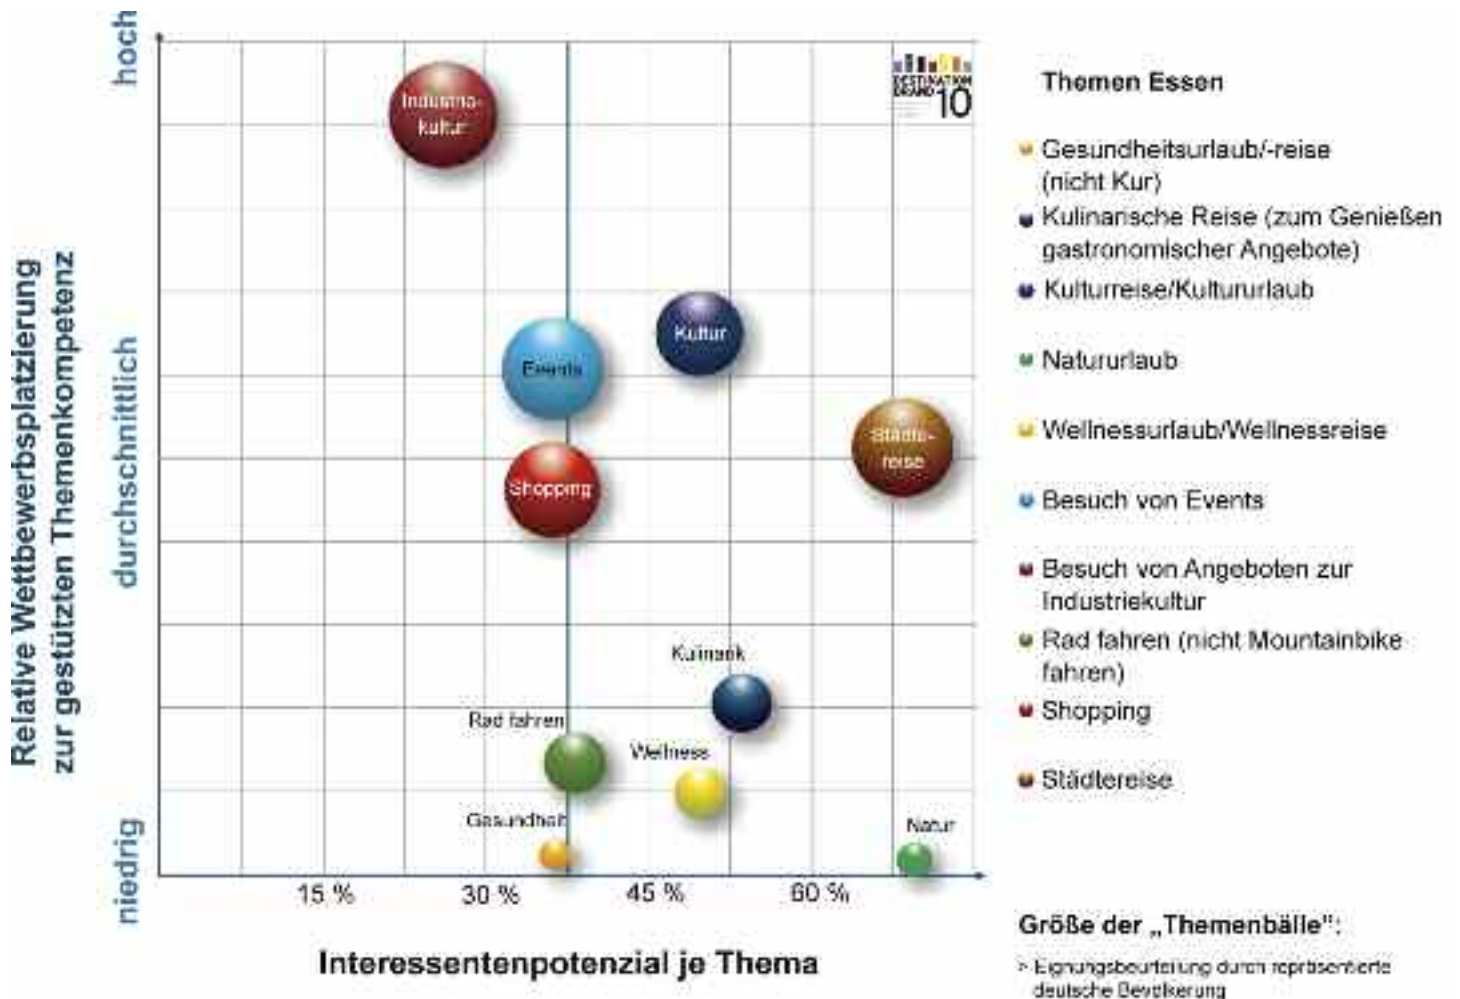 hoch
durchschnittlich
niedrig
Relative Wettbewerbsplatzierung
zur gestützten Themenkompetenz
Industrie-
kultur
Events
Kultur
Shopping
Städte-
reise
Kulinarik
Rad fahren
Wellness
Gesundheit
Natur
DESTINATION
BRAND 10
15 %
30 %
45 %
60 %
Interessentenpotenzial je Thema
Themen Essen
Gesundheitsurlaub/-reise
(nicht Kur)
Kulinarische Reise (zum Genießen
gastronomischer Angebote)
Kulturreise/Kultururlaub
Natururlaub
Wellnessurlaub/Wellnessreise
Besuch von Events
Besuch von Angeboten zur
Industriekultur
Rad fahren (nicht Mountainbike
fahren)
Shopping
Städtereise
Größe der „Themenbälle“:
> Eignungsbeurteilung durch repräsentierte
deutsche Bevölkerung